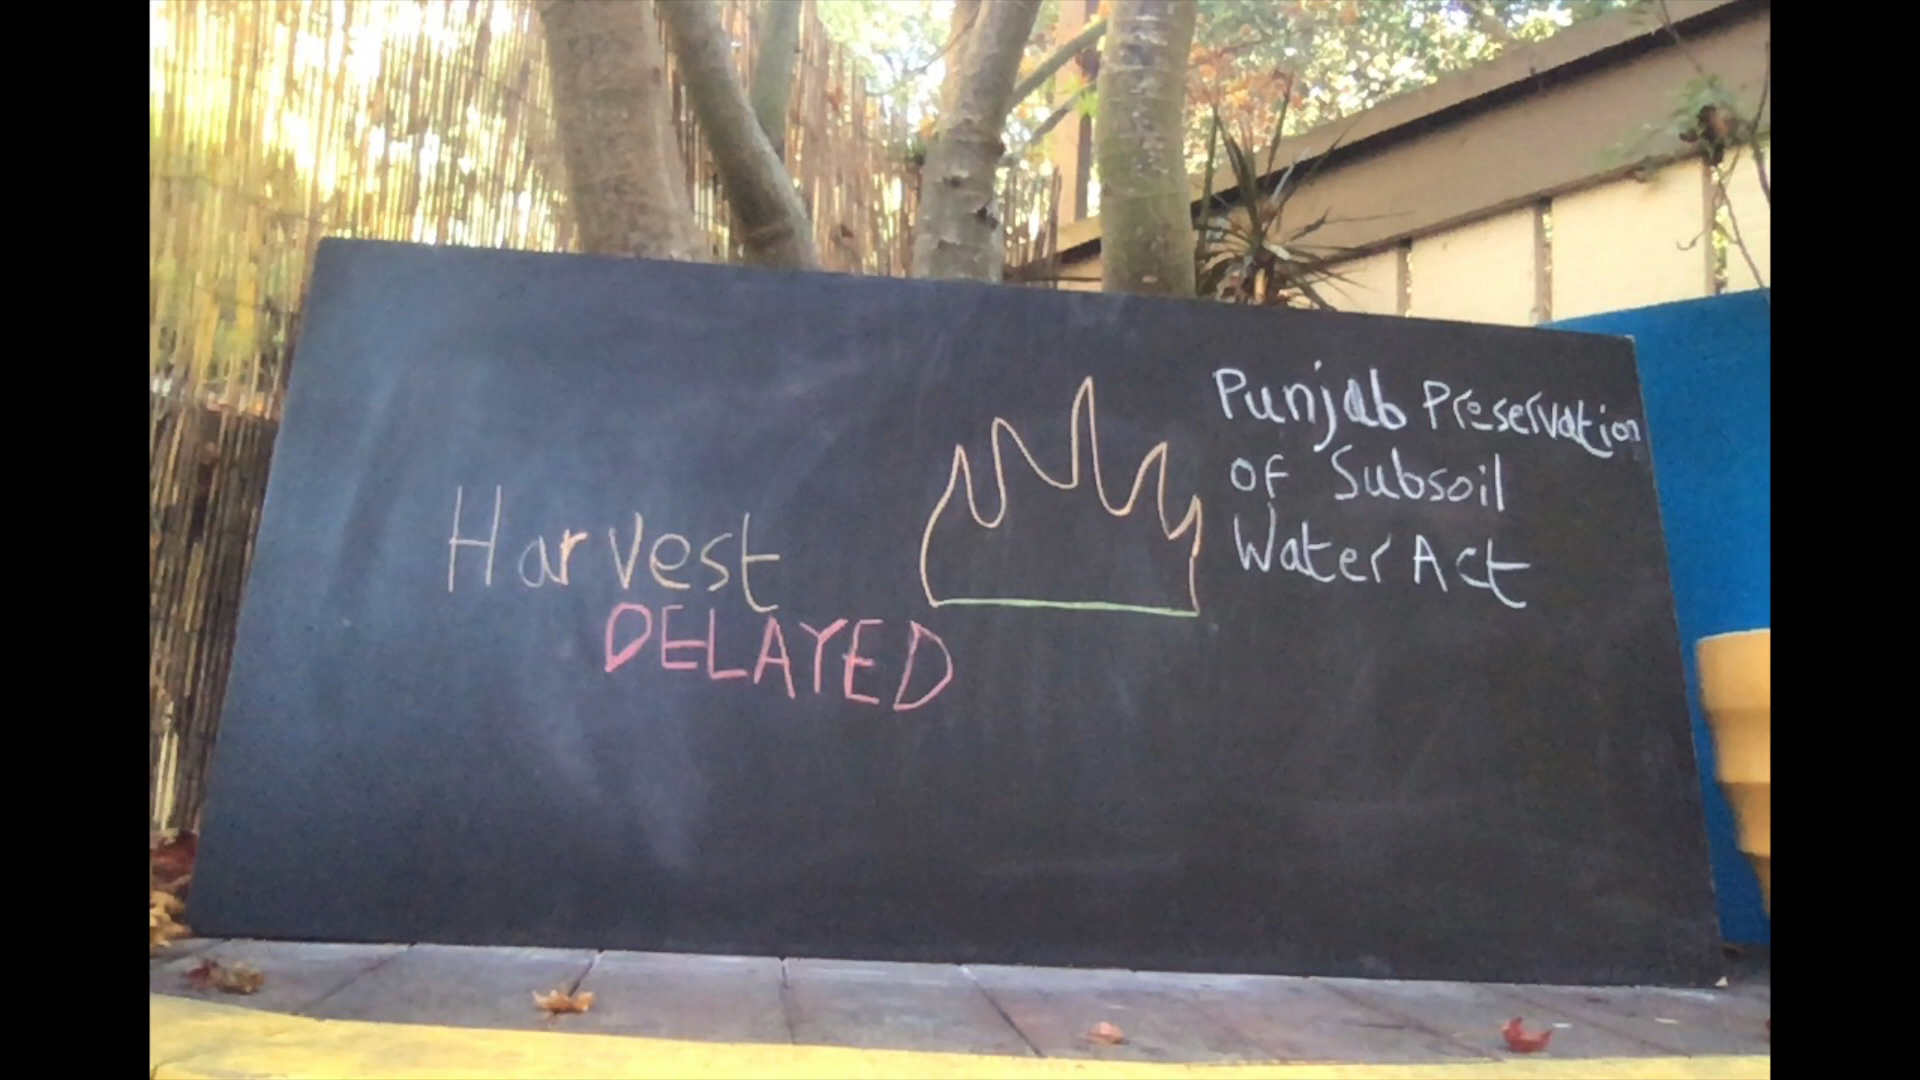 Harvest
DELAYED
Punjab Preservation
of Subsoil
Water Act